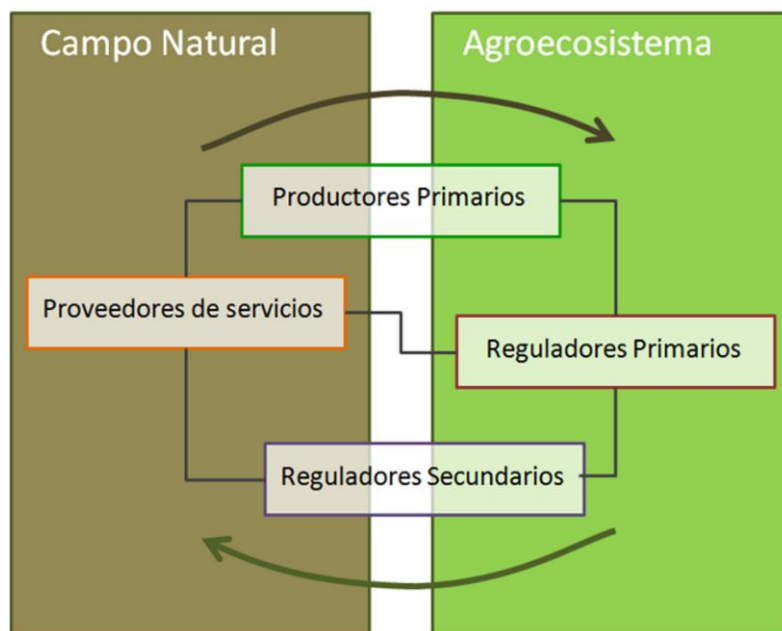 Campo Natural
Agroecosistema
Productores Primarios
Proveedores de servicios
Reguladores Primarios
Reguladores Secundarios